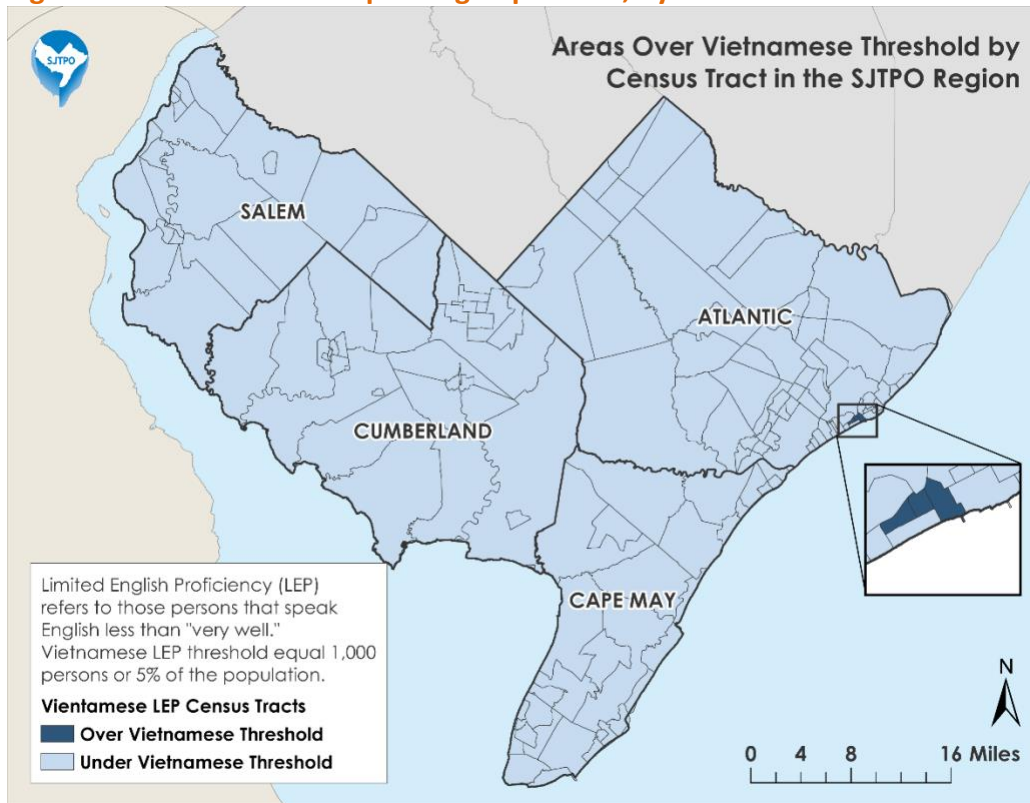 SJTPO
Areas Over Vietnamese Threshold by
Census Tract in the SJTPO Region
SALEM
ATLANTIC
CUMBERLAND
CAPE MAY
Limited English Proficiency (LEP)
refers to those persons that speak
English less than "very well."
Vietnamese LEP threshold equal 1,000
persons or 5% of the population.
Vientamese LEP Census Tracts
Over Vietnamese Threshold
Under Vietnamese Threshold
N
0 4 8 16 Miles